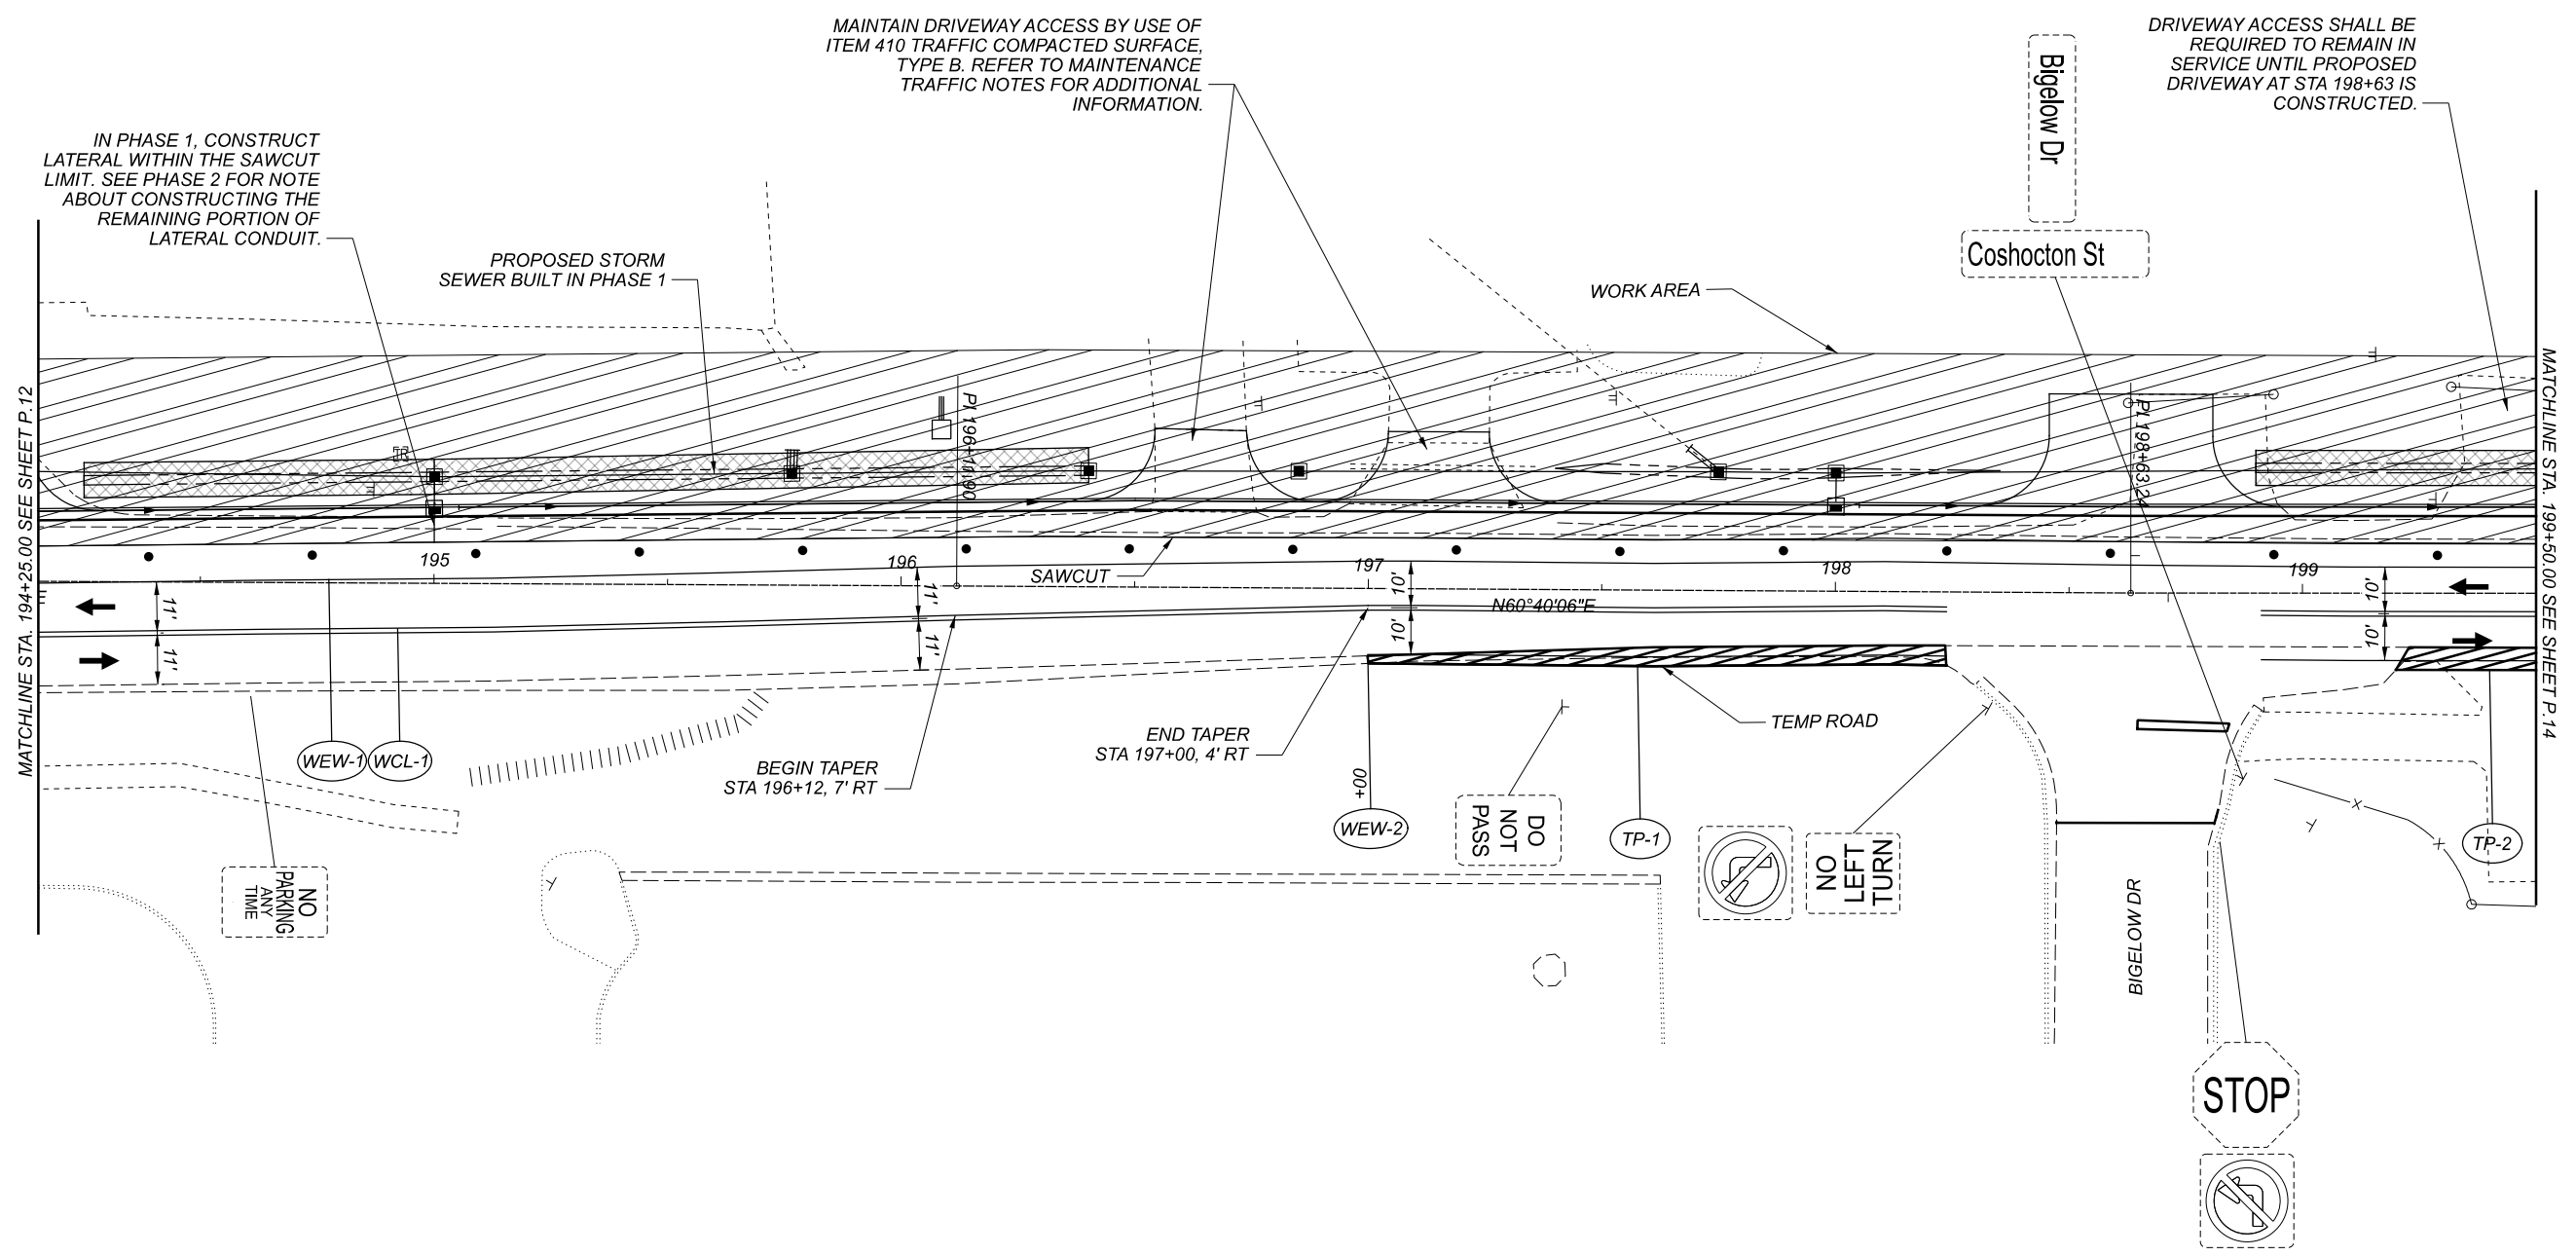 MAINTAIN DRIVEWAY ACCESS BY USE OF
ITEM 410 TRAFFIC COMPACTED SURFACE,
TYPE B. REFER TO MAINTENANCE
TRAFFIC NOTES FOR ADDITIONAL
INFORMATION.
DRIVEWAY ACCESS SHALL BE
REQUIRED TO REMAIN IN
SERVICE UNTIL PROPOSED
DRIVEWAY AT STA 198+63 IS
CONSTRUCTED.
Bigelow Dr
Coshocton St
IN PHASE 1, CONSTRUCT
LATERAL WITHIN THE SAWCUT
LIMIT. SEE PHASE 2 FOR NOTE
ABOUT CONSTRUCTING THE
REMAINING PORTION OF
LATERAL CONDUIT.
PROPOSED STORM
SEWER BUILT IN PHASE 1
WORK AREA
MATCHLINE STA. 194+25.00 SEE SHEET P.12
MATCHLINE STA. 199+50.00 SEE SHEET P.14
PI 196+11.90
PI 198+63.24
TR
195
196
197
198
199
SAWCUT
N60°40'06"E
11'
11'
11'
11'
10'
10'
10'
10'
WEW-1
WCL-1
BEGIN TAPER
STA 196+12, 7' RT
END TAPER
STA 197+00, 4' RT
+00
WEW-2
TEMP ROAD
DO
NOT
PASS
TP-1
NO
LEFT
TURN
TP-2
NO
PARKING
ANY
TIME
BIGELOW DR
STOP